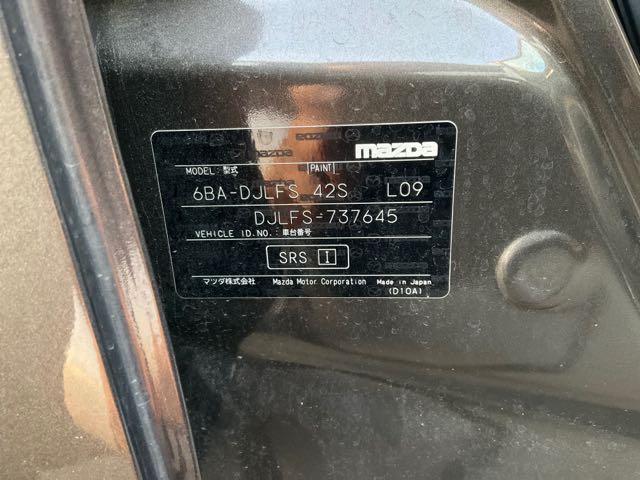 mazda
MODEL: 型式 PAINT
6BA-DJLFS 42S L09
DJLFS-737645
VEHICLE ID.NO.: 車台番号
SRS I
マツダ株式会社 Mazda Motor Corporation Made in Japan
(D10A)